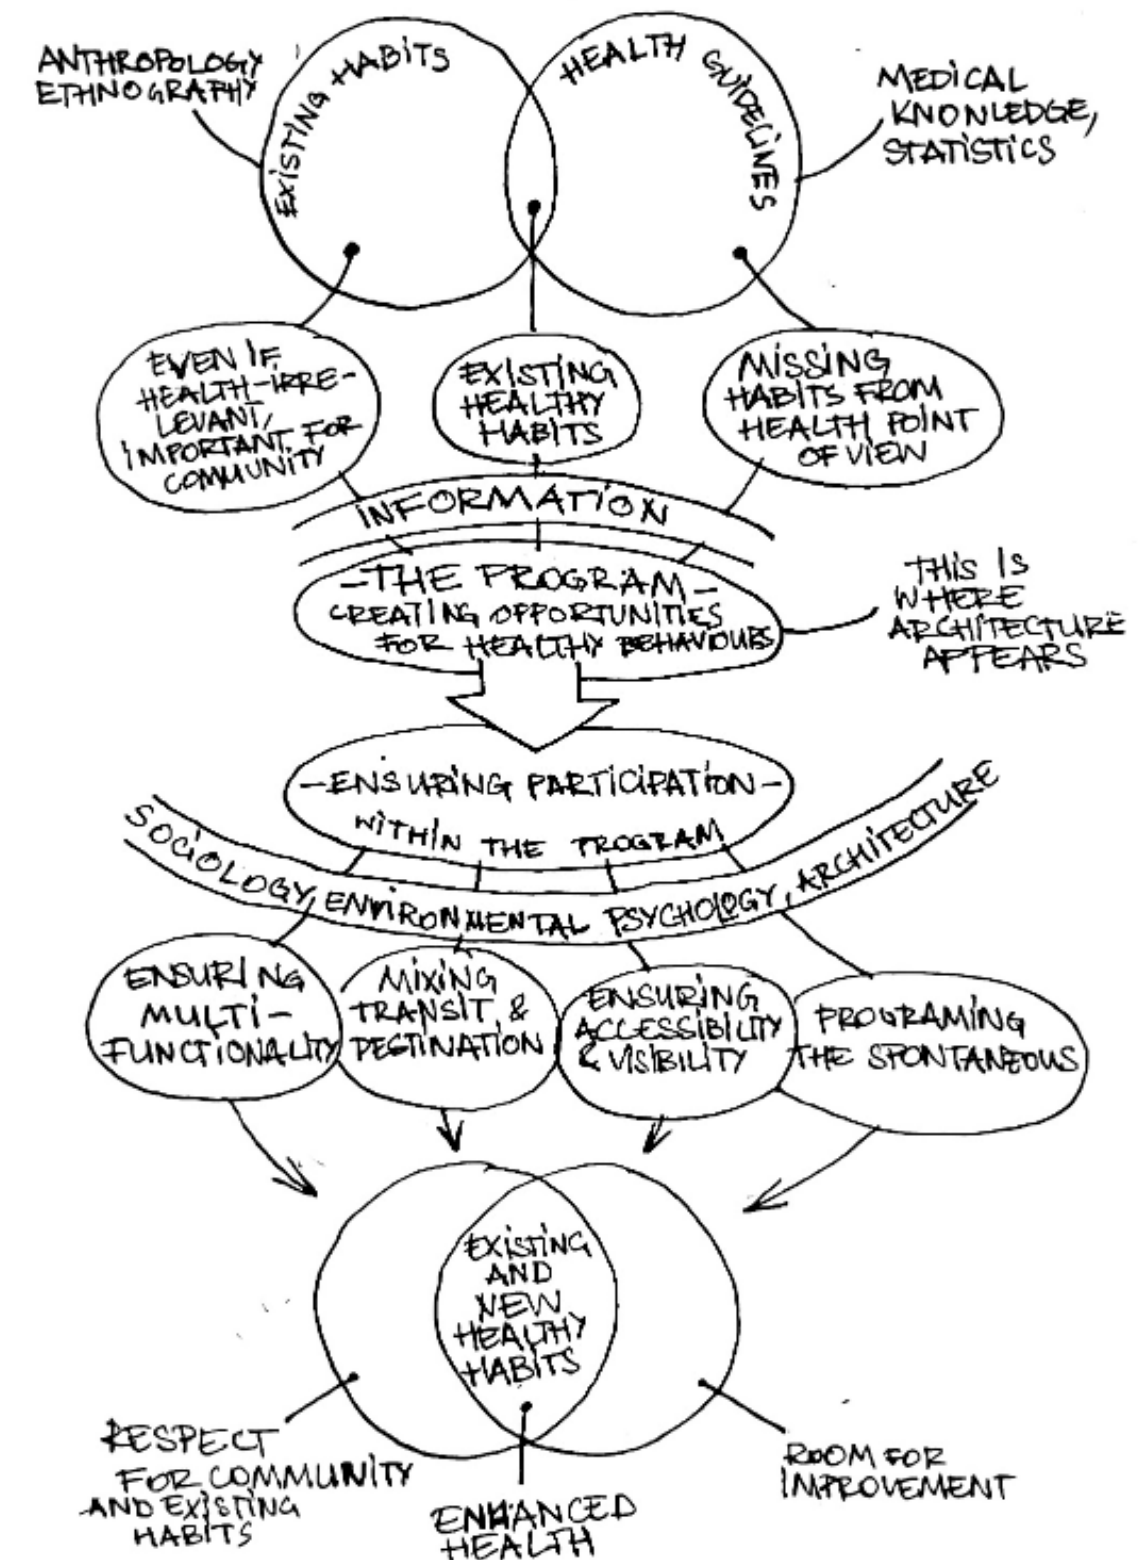 ANTHROPOLOGY
ETHNOGRAPHY
EXISTING HABITS
HEALTH GUIDELINES
MEDICAL
KNOWLEDGE,
STATISTICS
EVEN IF
HEALTH-IRRE-
LEVANT,
IMPORTANT FOR
COMMUNITY
EXISTING
HEALTHY
HABITS
MISSING
HABITS FROM
HEALTH POINT
OF VIEW
INFORMATION
-THE PROGRAM-
CREATING OPPORTUNITIES
FOR HEALTHY BEHAVIOURS
THIS IS
WHERE
ARCHITECTURE
APPEARS
-ENSURING PARTICIPATION-
WITHIN THE PROGRAM
SOCIOLOGY, ENVIRONMENTAL PSYCHOLOGY, ARCHITECTURE
ENSURING
MULTI-
FUNCTIONALITY
MIXING
TRANSIT &
DESTINATION
ENSURING
ACCESSIBILITY
& VISIBILITY
PROGRAMING
THE SPONTANEOUS
EXISTING
AND
NEW
HEALTHY
HABITS
RESPECT
FOR COMMUNITY
AND EXISTING
HABITS
ENHANCED
HEALTH
ROOM FOR
IMPROVEMENT